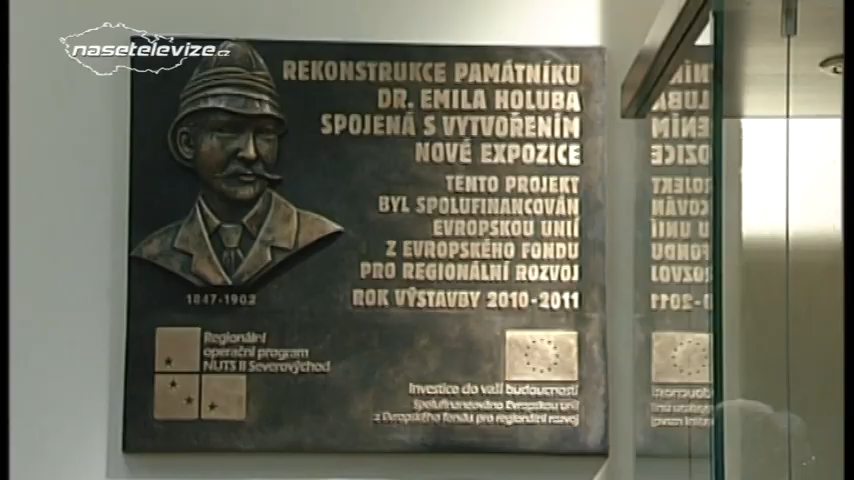 nasetelevize.cz
REKONSTRUKCE PAMÁTNÍKU
DR. EMILA HOLUBA
SPOJENÁ S VYTVOŘENÍM
NOVÉ EXPOZICE
TENTO PROJEKT
BYL SPOLUFINANCOVÁN
EVROPSKOU UNIÍ
Z EVROPSKÉHO FONDU
PRO REGIONÁLNÍ ROZVOJ
ROK VÝSTAVBY 2010-2011
1847-1902
Regionální
operační program
NUTS II Severovýchod
Investice do vaší budoucnosti
Spolufinancováno Evropskou unií
z Evropského fondu pro regionální rozvoj